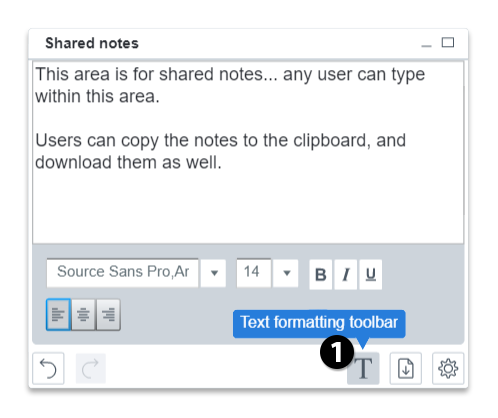 Shared notes
This area is for shared notes... any user can type
within this area.
Users can copy the notes to the clipboard, and
download them as well.
Source Sans Pro,Ar
14
B I U
Text formatting toolbar
1
T